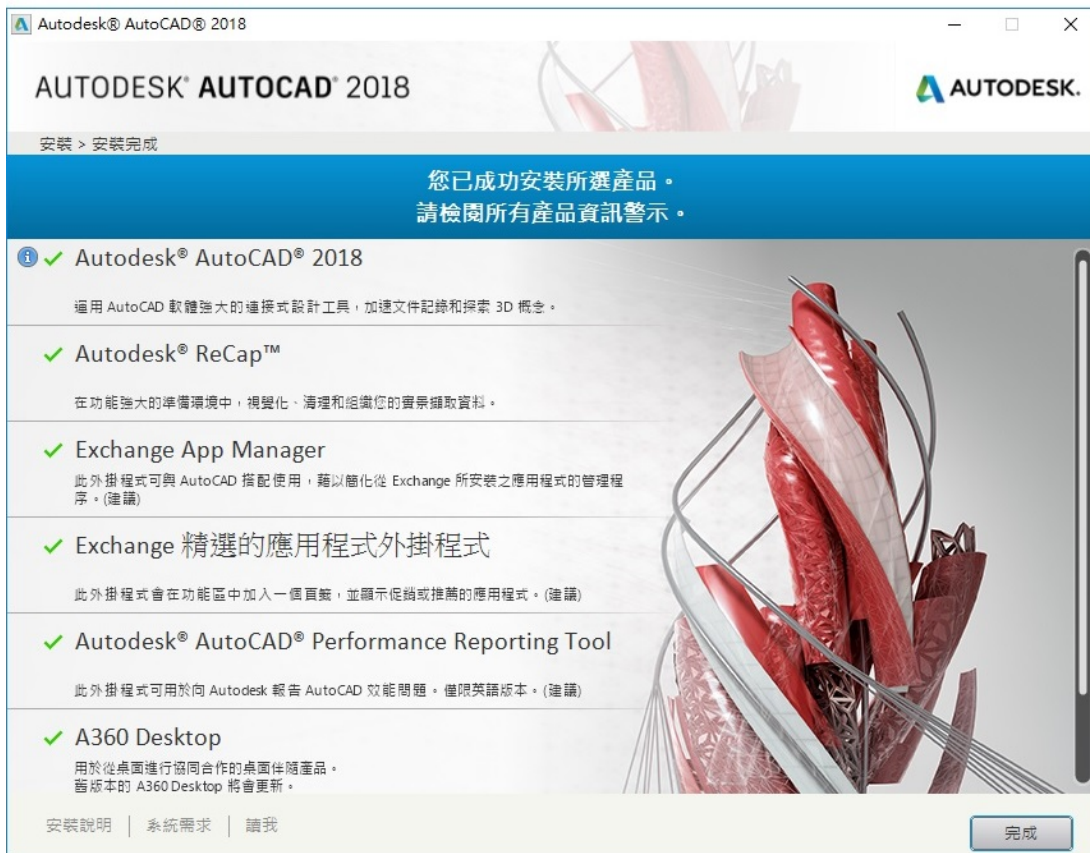 Autodesk® AutoCAD® 2018
AUTODESK® AUTOCAD® 2018
AUTODESK.
安裝 > 安裝完成
您已成功安裝所選產品。
請檢閱所有產品資訊警示。
Autodesk® AutoCAD® 2018
運用 AutoCAD 軟體強大的連接式設計工具，加速文件記錄和探索 3D 概念。
Autodesk® ReCap™
在功能強大的準備環境中，視覺化、清理和組織您的實景擷取資料。
Exchange App Manager
此外掛程式可與 AutoCAD 搭配使用，藉以簡化從 Exchange 所安裝之應用程式的管理程
序。(建議)
Exchange 精選的應用程式外掛程式
此外掛程式會在功能區中加入一個頁籤，並顯示促銷或推薦的應用程式。(建議)
Autodesk® AutoCAD® Performance Reporting Tool
此外掛程式可用於向 Autodesk 報告 AutoCAD 效能問題。僅限英語版本。(建議)
A360 Desktop
用於從桌面進行協同合作的桌面伴隨產品。
舊版本的 A360 Desktop 將會更新。
安裝說明 | 系統需求 | 讀我
完成